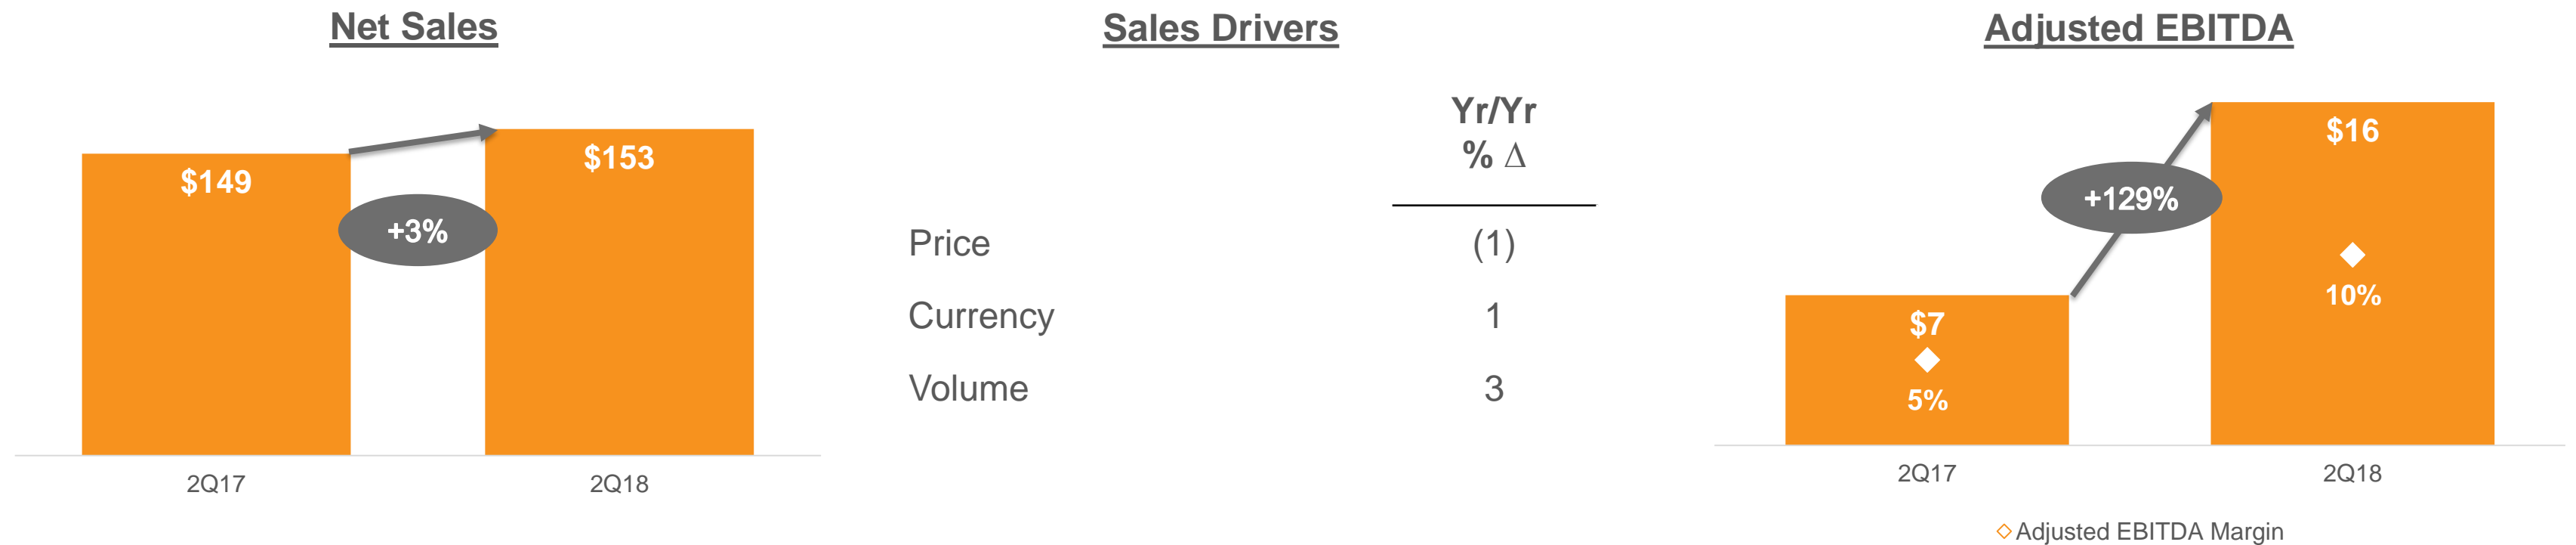 Net Sales
$149
$153
+3%
2Q17
2Q18
Sales Drivers
Yr/Yr
% Δ
Price (1)
Currency 1
Volume 3
Adjusted EBITDA
$16
+129%
10%
$7
5%
2Q17
2Q18
Adjusted EBITDA Margin